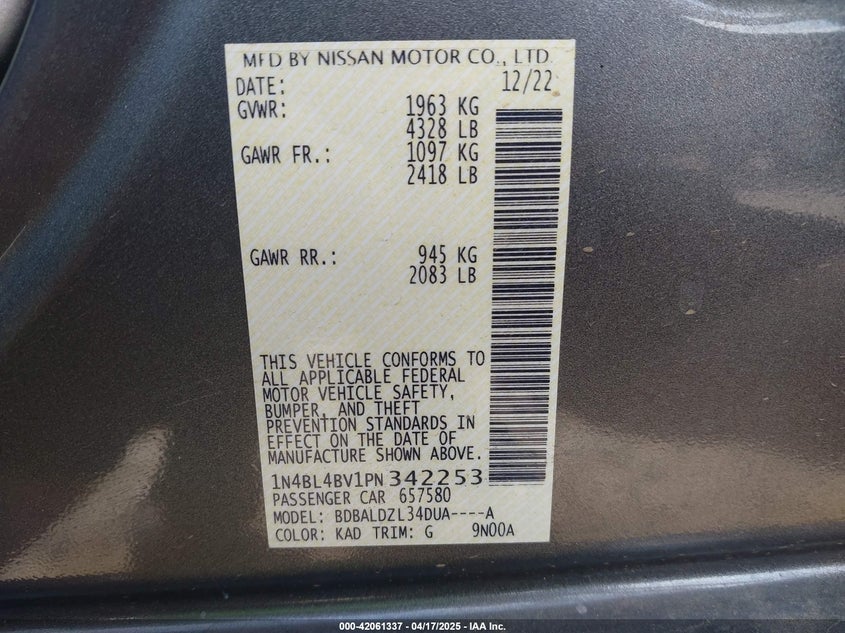 MFD BY NISSAN MOTOR CO., LTD.
DATE: 12/22
GVWR: 1963 KG
4328 LB
GAWR FR.: 1097 KG
2418 LB
GAWR RR.: 945 KG
2083 LB
THIS VEHICLE CONFORMS TO
ALL APPLICABLE FEDERAL
MOTOR VEHICLE SAFETY,
BUMPER, AND THEFT
PREVENTION STANDARDS IN
EFFECT ON THE DATE OF
MANUFACTURE SHOWN ABOVE.
1N4BL4BV1PN342253
PASSENGER CAR 657580
MODEL: BDBALDZL34DUA----A
COLOR: KAD TRIM: G 9N00A
000-42061337 - 04/17/2025 - IAA Inc.